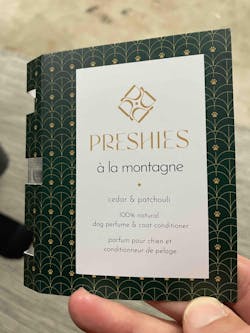 PRESHIES
à la montagne
cedar & patchouli
100% natural
dog perfume & coat conditioner
parfum pour chien et
conditionneur de pelage